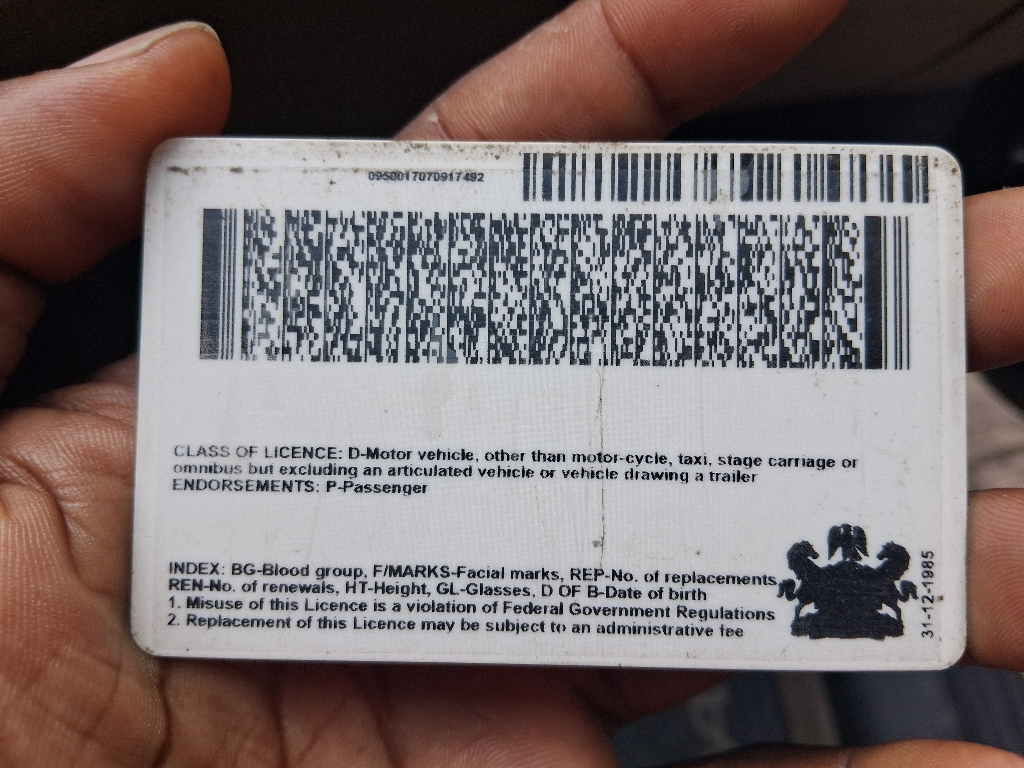 0950017070917492
CLASS OF LICENCE: D-Motor vehicle, other than motor-cycle, taxi, stage carriage or
omnibus but excluding an articulated vehicle or vehicle drawing a trailer
ENDORSEMENTS: P-Passenger
INDEX: BG-Blood group, F/MARKS-Facial marks, REP-No. of replacements
REN-No. of renewals, HT-Height, GL-Glasses, D OF B-Date of birth
1. Misuse of this Licence is a violation of Federal Government Regulations
2. Replacement of this Licence may be subject to an administrative fee
31-12-1985